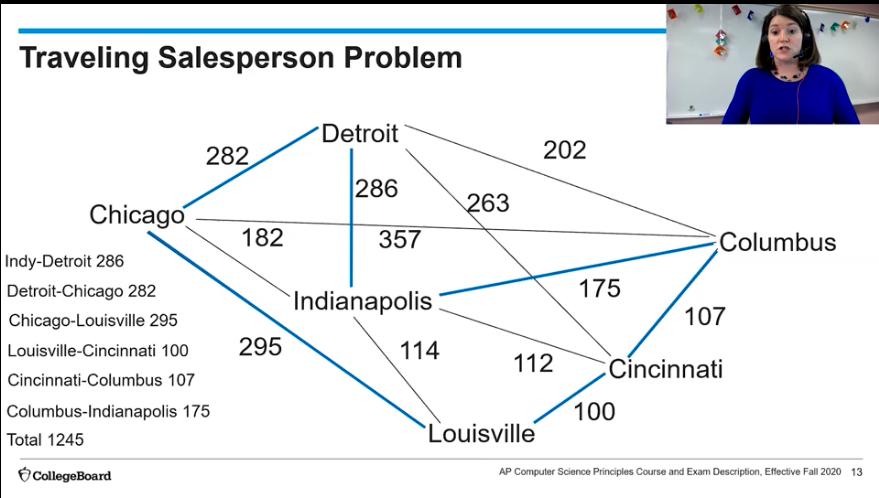 Traveling Salesperson Problem
Detroit
202
282
286
263
Chicago
182
357
Columbus
Indy-Detroit 286
Detroit-Chicago 282
Chicago-Louisville 295
Louisville-Cincinnati 100
Cincinnati-Columbus 107
Columbus-Indianapolis 175
Total 1245
175
Indianapolis
107
295
114
112
Cincinnati
100
Louisville
CollegeBoard
AP Computer Science Principles Course and Exam Description, Effective Fall 2020 13